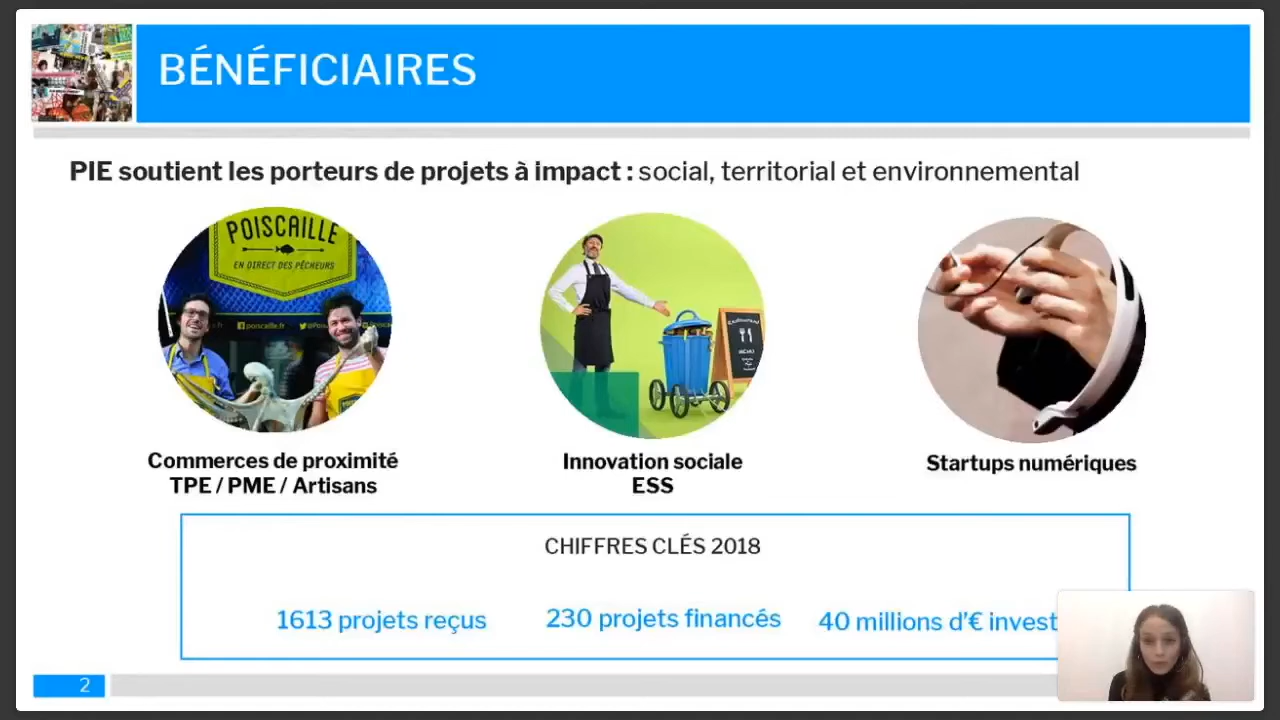 BÉNÉFICIAIRES
PIE soutient les porteurs de projets à impact : social, territorial et environnemental
POISCAILLE
EN DIRECT DES PÊCHEURS
poiscaille.fr
Commerces de proximité
TPE / PME / Artisans
Innovation sociale
ESS
Startups numériques
CHIFFRES CLÉS 2018
1613 projets reçus
230 projets financés
40 millions d'€ invest
2